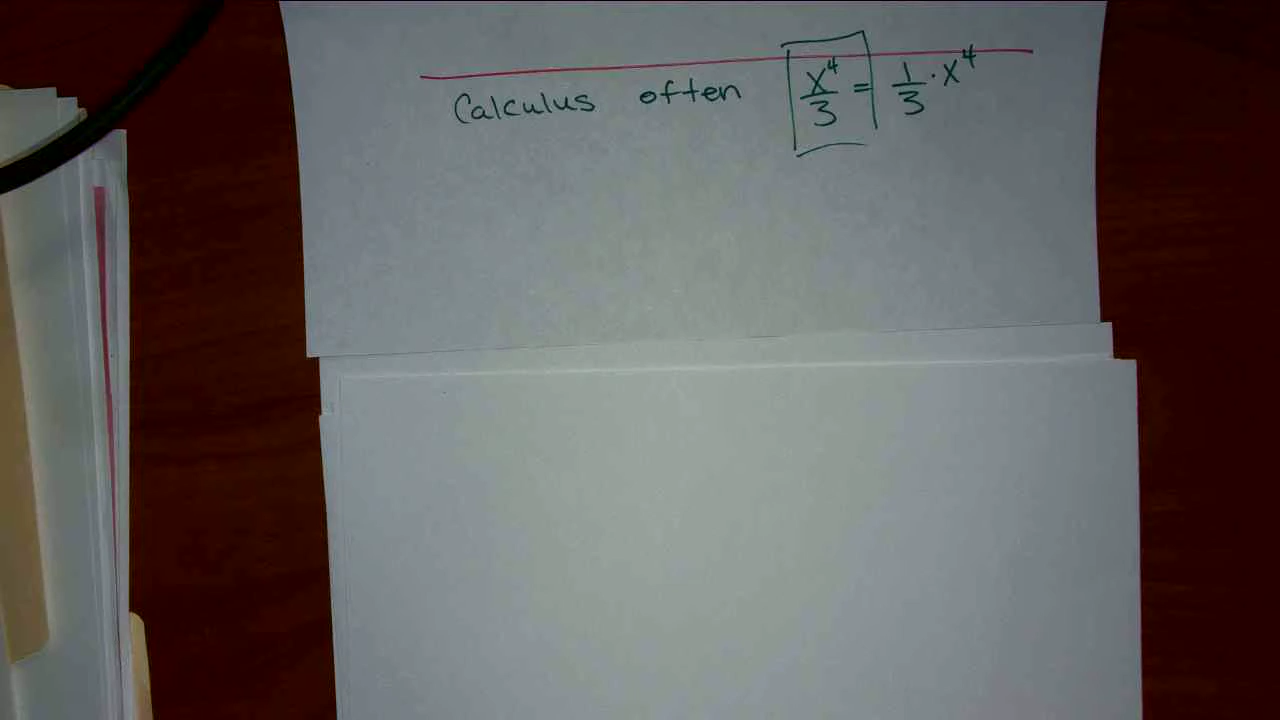 Calculus often x⁴/3 = 1/3 · x⁴